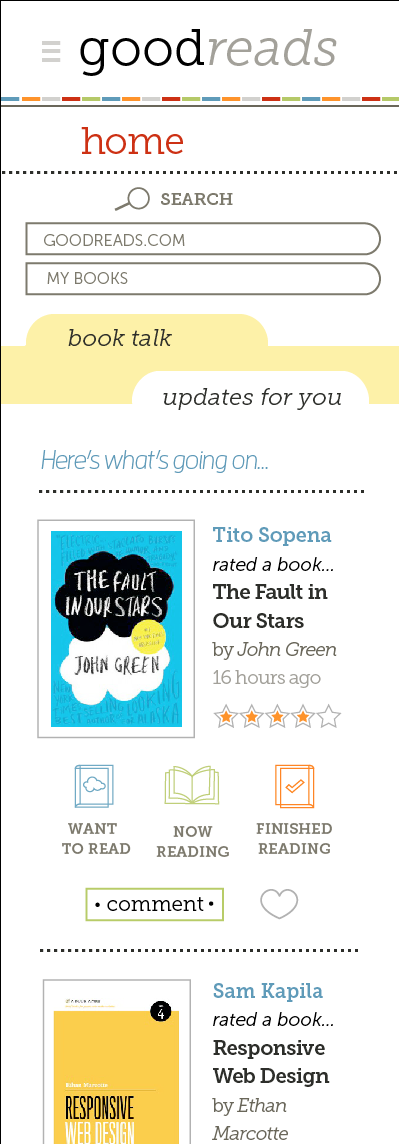 goodreads
home
SEARCH
GOODREADS.COM
MY BOOKS
book talk
updates for you
Here's what's going on...
THE FAULT
IN OUR STARS
JOHN GREEN
Tito Sopena
rated a book...
The Fault in
Our Stars
by John Green
16 hours ago
WANT
TO READ
NOW
READING
FINISHED
READING
• comment •
4
Ethan Marcotte
RESPONSIVE
WEB DESIGN
Sam Kapila
rated a book...
Responsive
Web Design
by Ethan
Marcotte